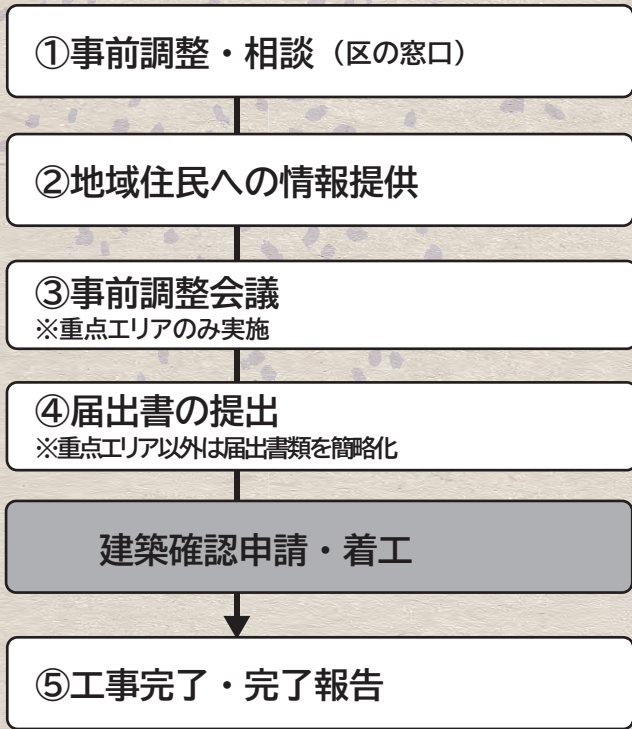 ①事前調整・相談（区の窓口）
②地域住民への情報提供
③事前調整会議
※重点エリアのみ実施
④届出書の提出
※重点エリア以外は届出書類を簡略化
建築確認申請・着工
⑤工事完了・完了報告